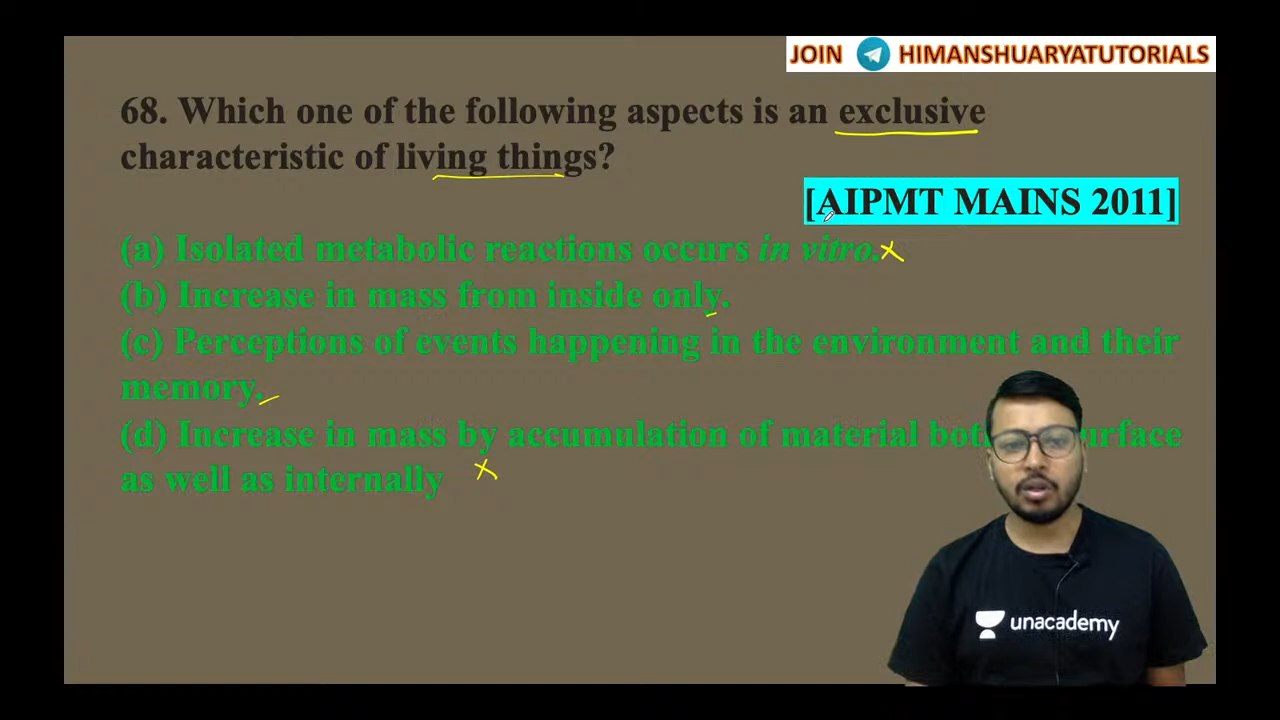 JOIN HIMANSHUARYATUTORIALS
68. Which one of the following aspects is an exclusive
characteristic of living things?
[AIPMT MAINS 2011]
(a) Isolated metabolic reactions occurs in vitro.
(b) Increase in mass from inside only.
(c) Perceptions of events happening in the environment and their
memory.
(d) Increase in mass by accumulation of material both urface
as well as internally
unacademy